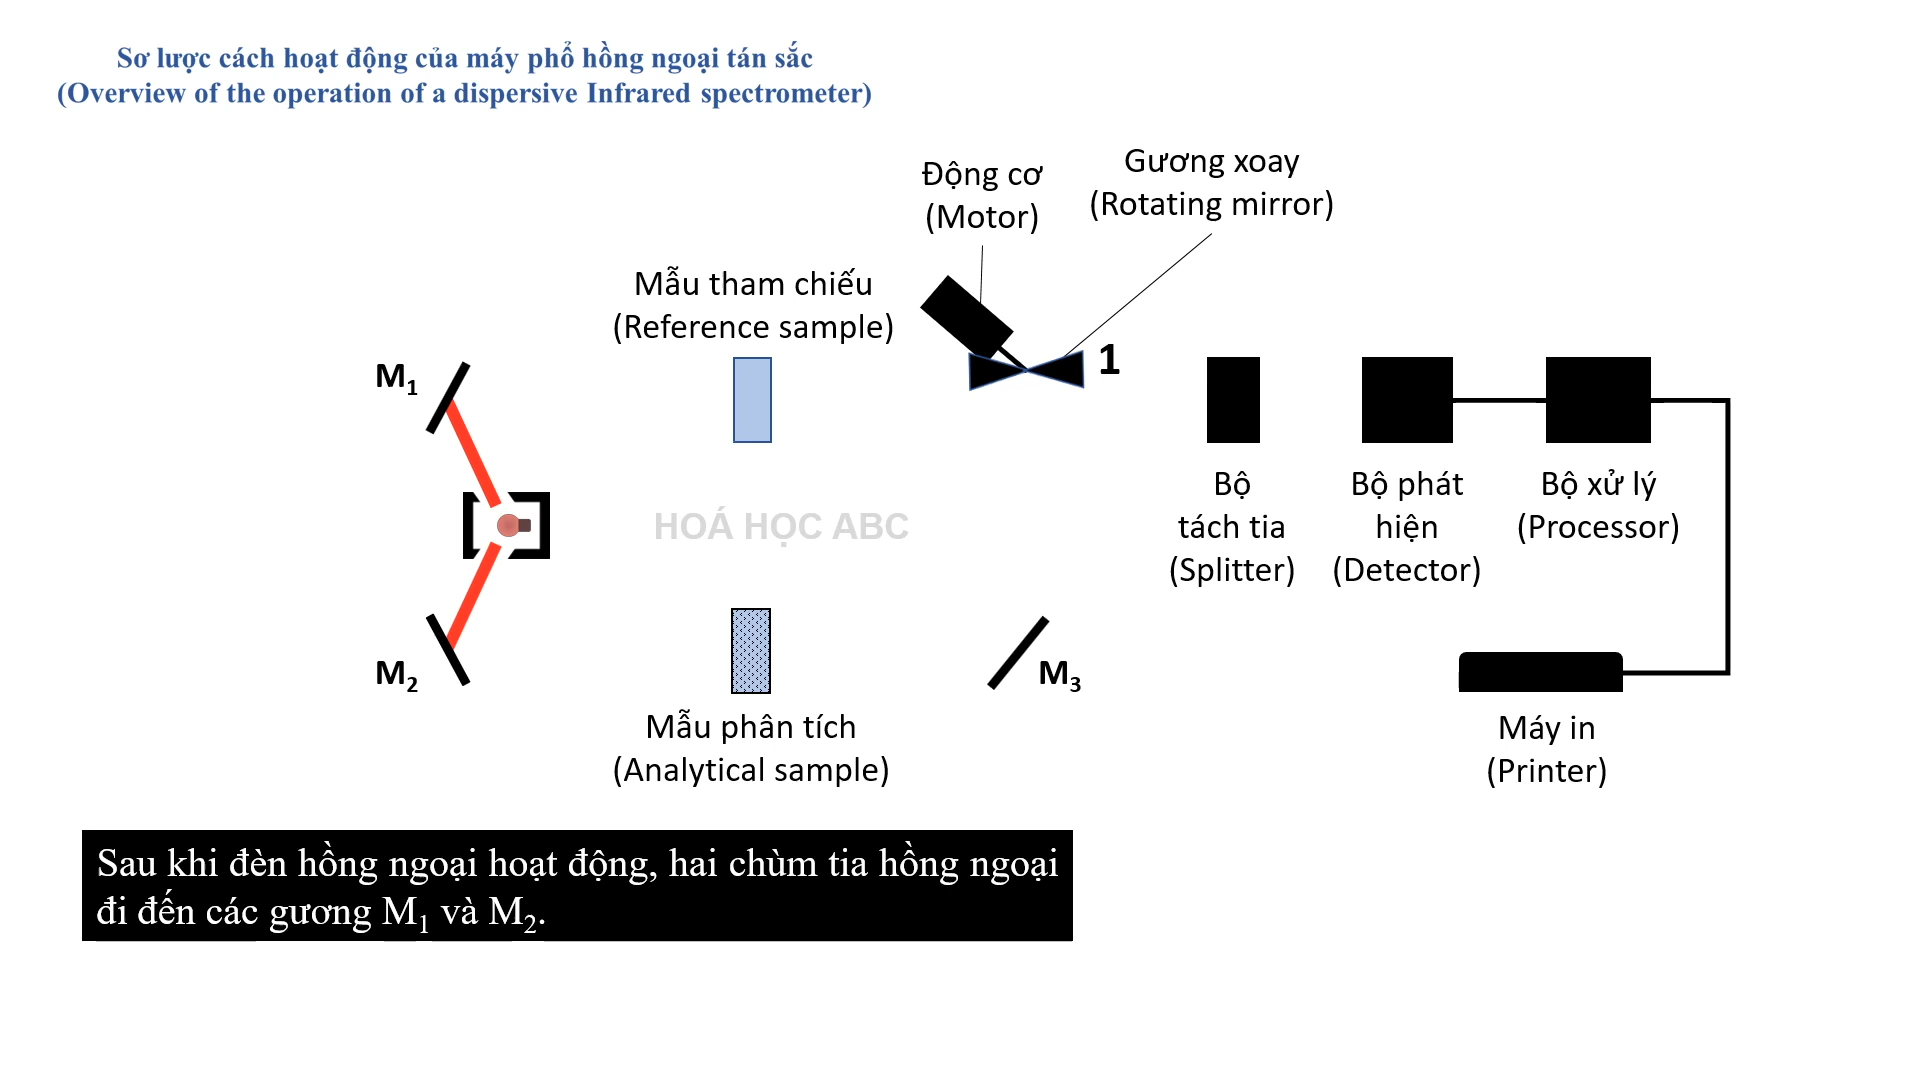 Sơ lược cách hoạt động của máy phổ hồng ngoại tán sắc
(Overview of the operation of a dispersive Infrared spectrometer)
Động cơ
(Motor)
Gương xoay
(Rotating mirror)
Mẫu tham chiếu
(Reference sample)
M₁
1
HOÁ HỌC ABC
Bộ
tách tia
(Splitter)
Bộ phát
hiện
(Detector)
Bộ xử lý
(Processor)
M₂
M₃
Mẫu phân tích
(Analytical sample)
Máy in
(Printer)
Sau khi đèn hồng ngoại hoạt động, hai chùm tia hồng ngoại
đi đến các gương M₁ và M₂.